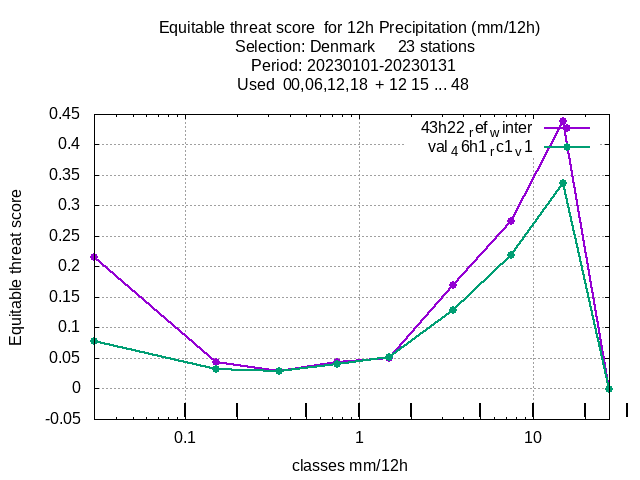 Equitable threat score  for 12h Precipitation (mm/12h)
Selection: Denmark     23 stations
Period: 20230101-20230131
Used  00,06,12,18  + 12 15 ... 48
0.45
0.4
0.35
0.3
0.25
0.2
0.15
0.1
0.05
0
-0.05
Equitable threat score
43h22ref_winter
val46h1rc1v1
0.1
1
10
classes mm/12h